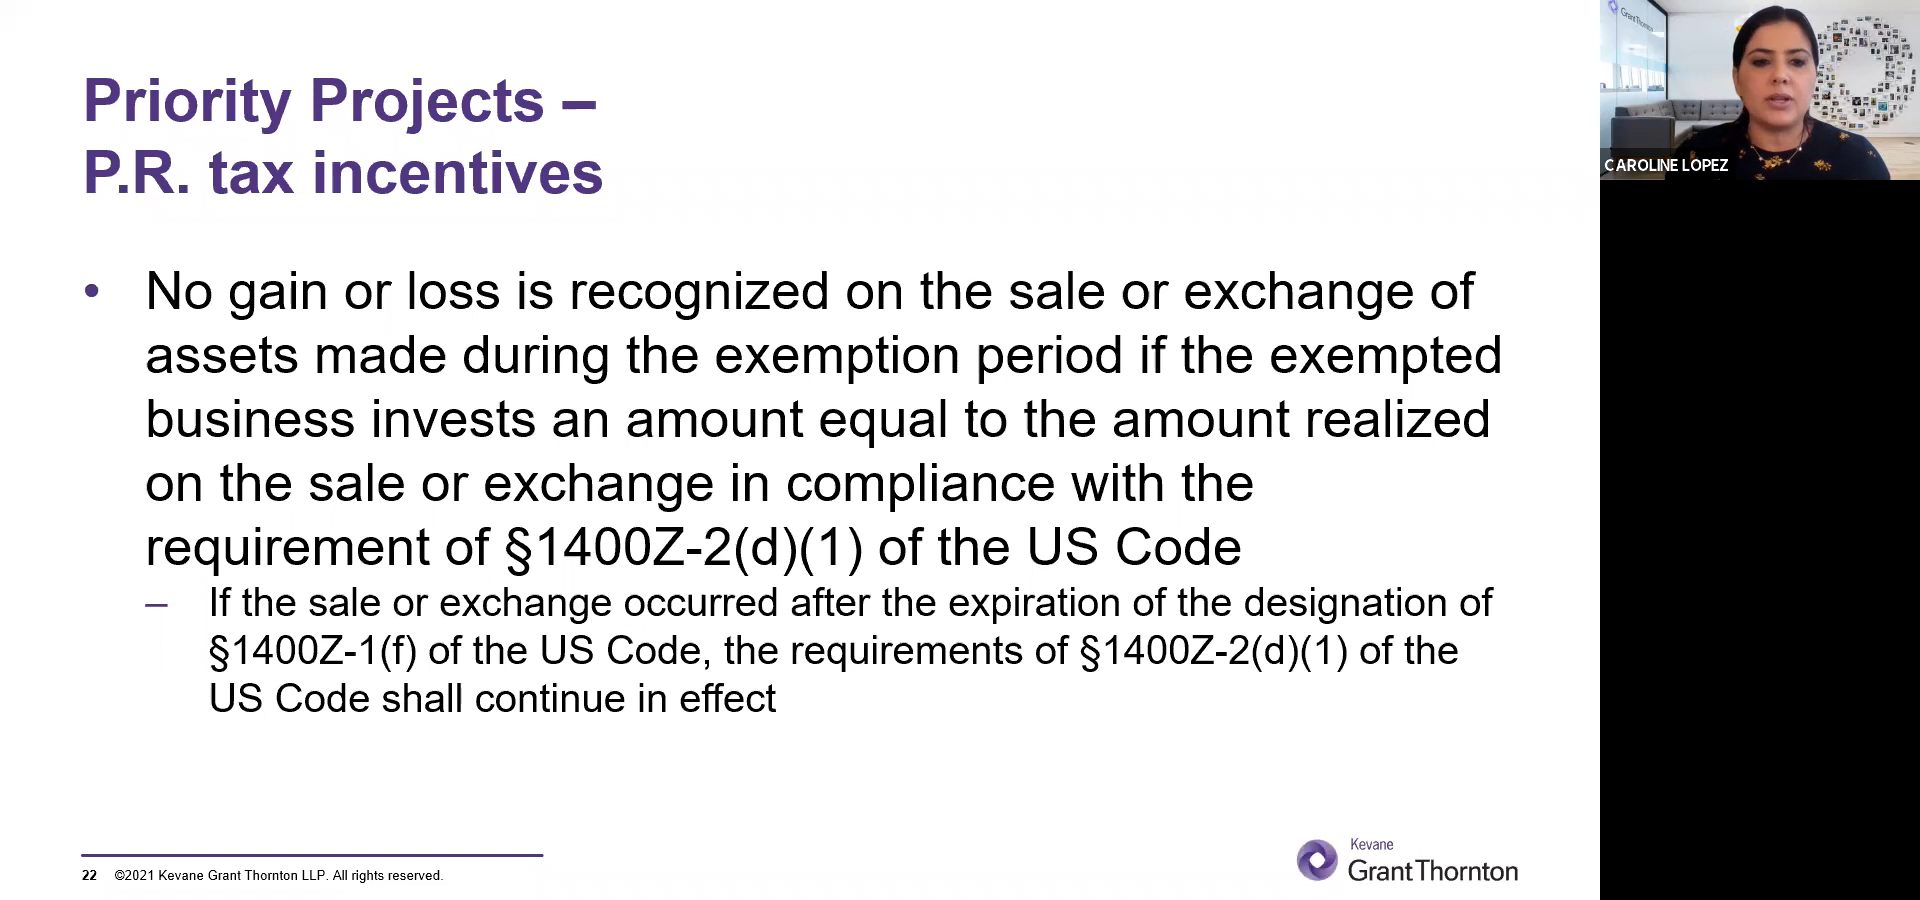 Priority Projects –
P.R. tax incentives
• No gain or loss is recognized on the sale or exchange of
assets made during the exemption period if the exempted
business invests an amount equal to the amount realized
on the sale or exchange in compliance with the
requirement of §1400Z-2(d)(1) of the US Code
– If the sale or exchange occurred after the expiration of the designation of
§1400Z-1(f) of the US Code, the requirements of §1400Z-2(d)(1) of the
US Code shall continue in effect
22 ©2021 Kevane Grant Thornton LLP. All rights reserved.
Kevane
Grant Thornton
Grant Thornton
CAROLINE LOPEZ